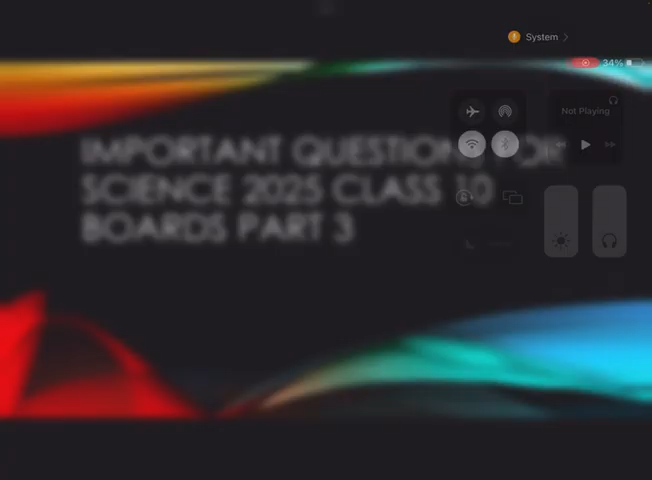 System
34%
Not Playing
IMPORTANT QUESTIONS FOR
SCIENCE 2025 CLASS 10
BOARDS PART 3